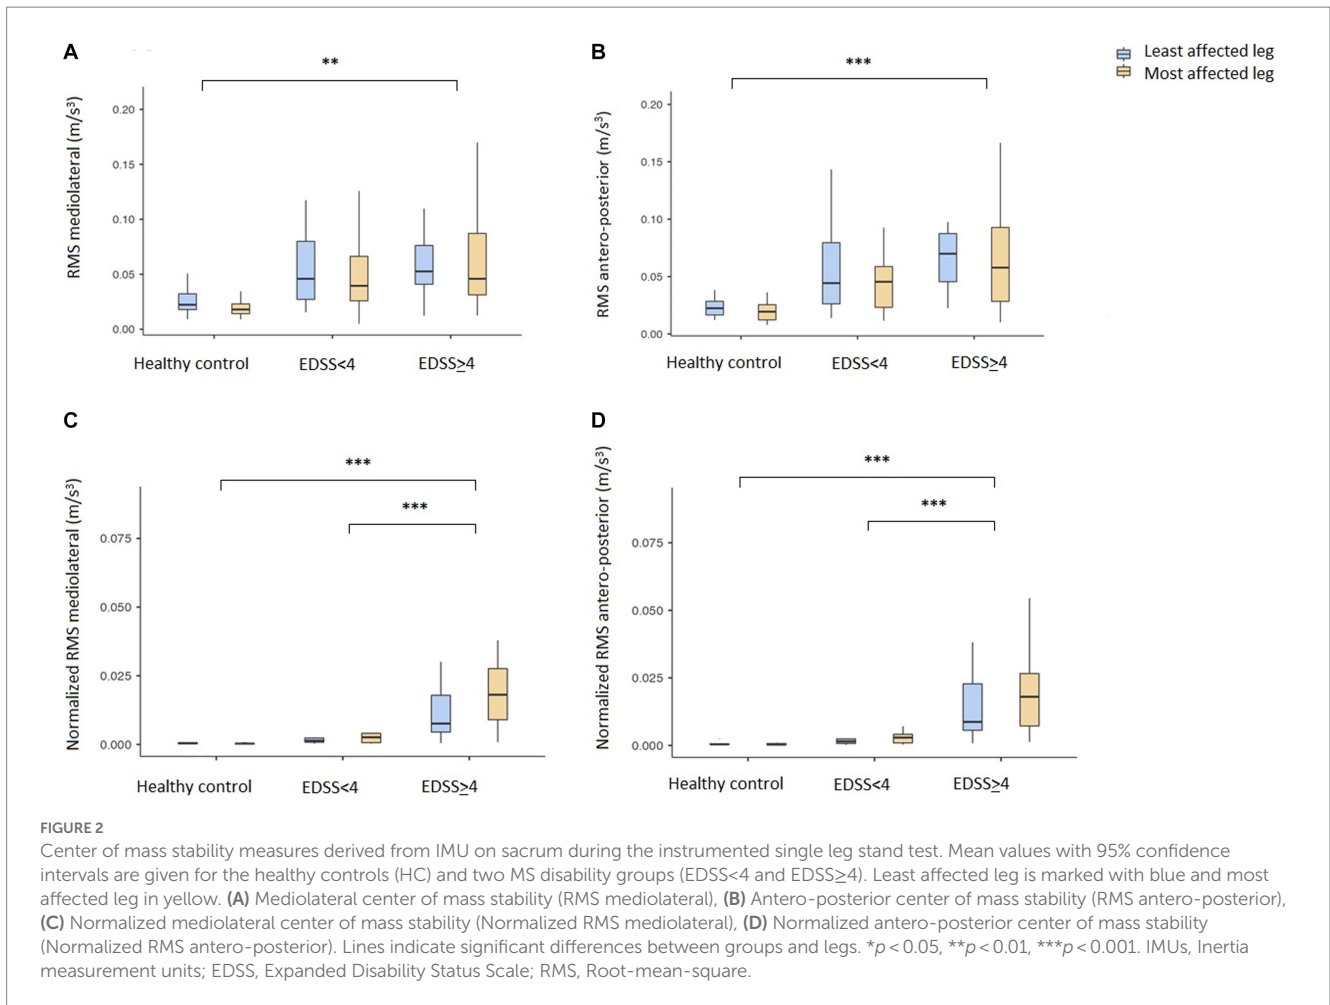 A
B
Least affected leg
Most affected leg
**
***
RMS mediolateral (m/s³)
0.20
0.15
0.10
0.05
0.00
Healthy control
EDSS<4
EDSS≥4
RMS antero-posterior (m/s³)
0.20
0.15
0.10
0.05
0.00
Healthy control
EDSS<4
EDSS≥4
C
D
***
***
Normalized RMS mediolateral (m/s³)
0.075
0.050
0.025
0.000
Healthy control
EDSS<4
EDSS≥4
***
***
Normalized RMS antero-posterior (m/s³)
0.075
0.050
0.025
0.000
Healthy control
EDSS<4
EDSS≥4
FIGURE 2
Center of mass stability measures derived from IMU on sacrum during the instrumented single leg stand test. Mean values with 95% confidence
intervals are given for the healthy controls (HC) and two MS disability groups (EDSS<4 and EDSS≥4). Least affected leg is marked with blue and most
affected leg in yellow. (A) Mediolateral center of mass stability (RMS mediolateral), (B) Antero-posterior center of mass stability (RMS antero-posterior),
(C) Normalized mediolateral center of mass stability (Normalized RMS mediolateral), (D) Normalized antero-posterior center of mass stability
(Normalized RMS antero-posterior). Lines indicate significant differences between groups and legs. *p < 0.05, **p < 0.01, ***p < 0.001. IMUs, Inertia
measurement units; EDSS, Expanded Disability Status Scale; RMS, Root-mean-square.